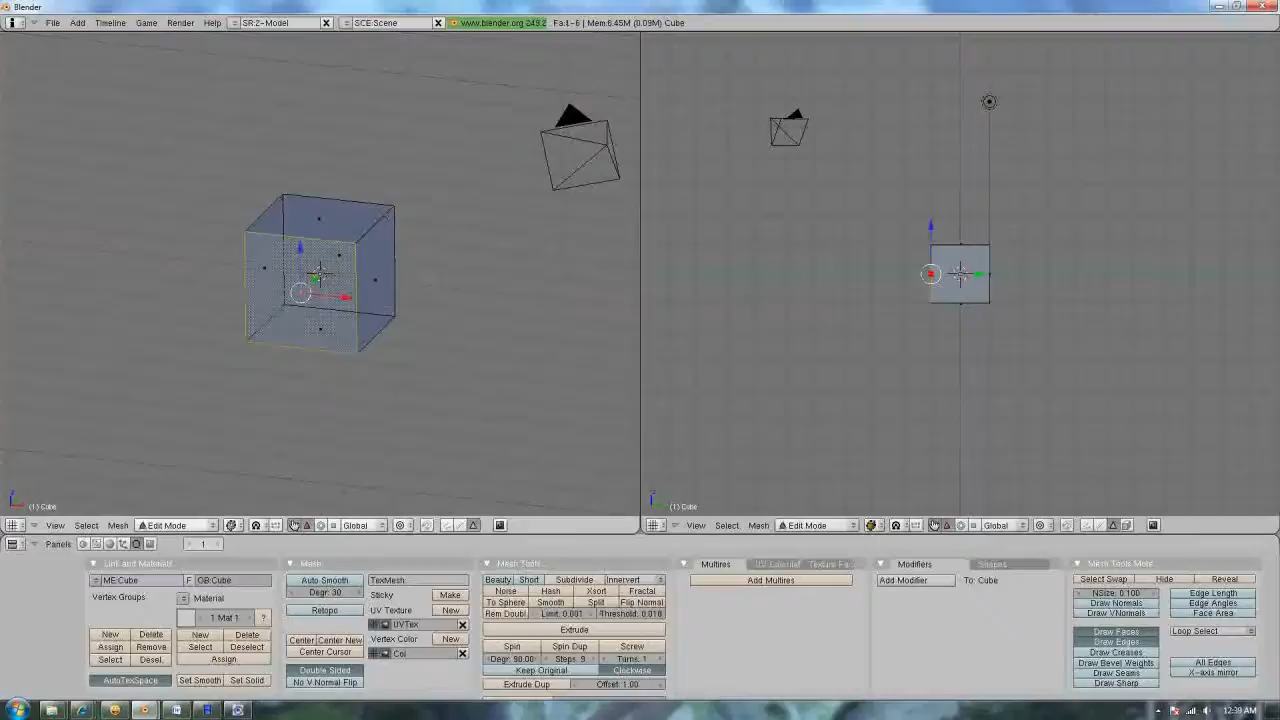 Blender
File Add Timeline Game Render Help SR:2-Model SCE:Scene www.blender.org 249.2 Fa:1-6 | Mem:6.45M (0.09M) Cube
(1) Cube
(1) Cube
View Select Mesh Edit Mode Global
View Select Mesh Edit Mode Global
Panels 1
Link and Materials
ME:Cube F OB:Cube
Vertex Groups Material
1 Mat 1 ?
New Delete New Delete
Assign Remove Select Deselect
Select Desel. Assign
AutoTexSpace Set Smooth Set Solid
Mesh
Auto Smooth TexMesh:
Degr: 30 Sticky Make
Retopo UV Texture New
UVTex
Center Center New Vertex Color New
Center Cursor Col
Double Sided
No V.Normal Flip
Mesh Tools
Beauty Short Subdivide Innervert
Noise Hash Xsort Fractal
To Sphere Smooth Split Flip Normal
Rem Doubl Limit: 0.001 Threshold: 0.010
Extrude
Spin Spin Dup Screw
Degr: 90.00 Steps: 9 Turns: 1
Keep Original Clockwise
Extrude Dup Offset: 1.00
Multires
Add Multires
Modifiers Shapes
Add Modifier To: Cube
Mesh Tools More
Select Swap Hide Reveal
NSize: 0.100 Edge Length
Draw Normals Edge Angles
Draw VNormals Face Area
Draw Faces Loop Select
Draw Edges
Draw Creases
Draw Bevel Weights All Edges
Draw Seams X-axis mirror
Draw Sharp
12:39 AM